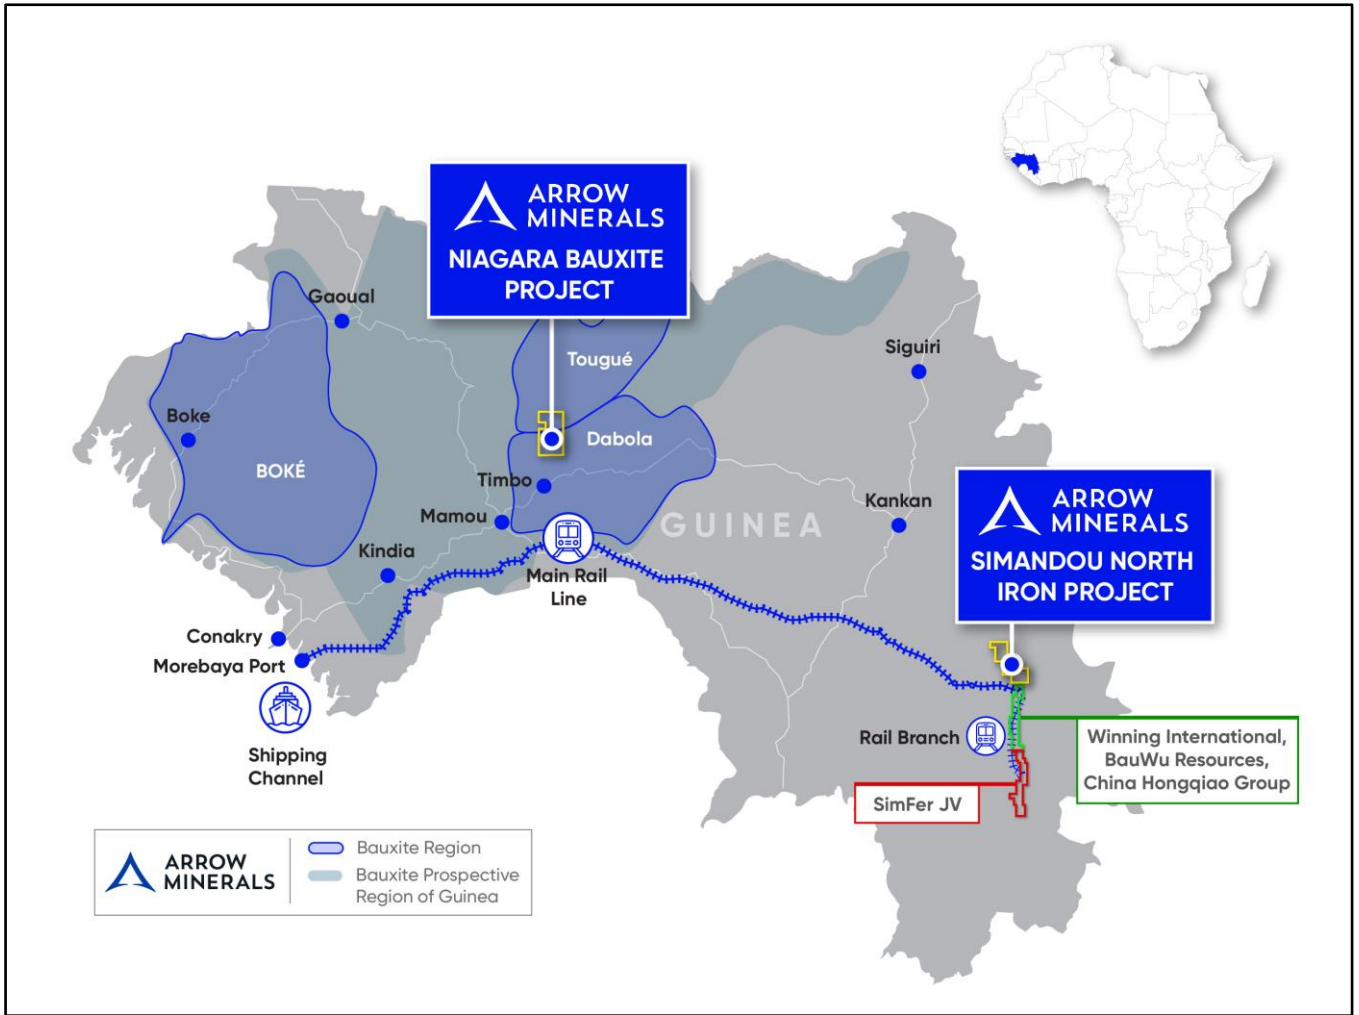 ARROW
MINERALS
NIAGARA BAUXITE
PROJECT
Gaoual
Tougué
Siguiri
Boke
Dabola
BOKÉ
Timbo
Kankan
Mamou
GUINEA
ARROW
MINERALS
SIMANDOU NORTH
IRON PROJECT
Kindia
Main Rail
Line
Conakry
Morebaya Port
Shipping
Channel
Rail Branch
Winning International,
BauWu Resources,
China Hongqiao Group
SimFer JV
ARROW
MINERALS
Bauxite Region
Bauxite Prospective
Region of Guinea